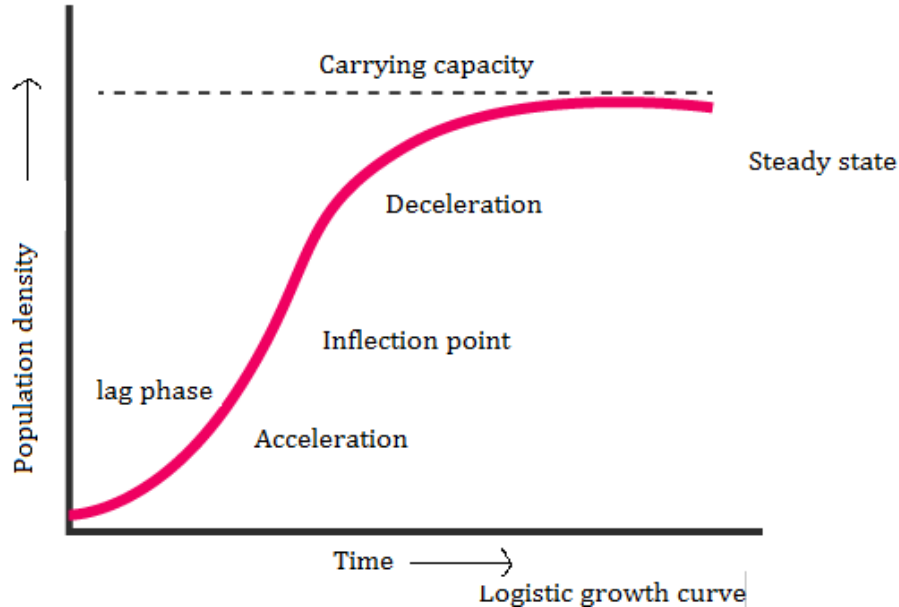 Carrying capacity
Steady state
Deceleration
Population density
Inflection point
lag phase
Acceleration
Time
Logistic growth curve